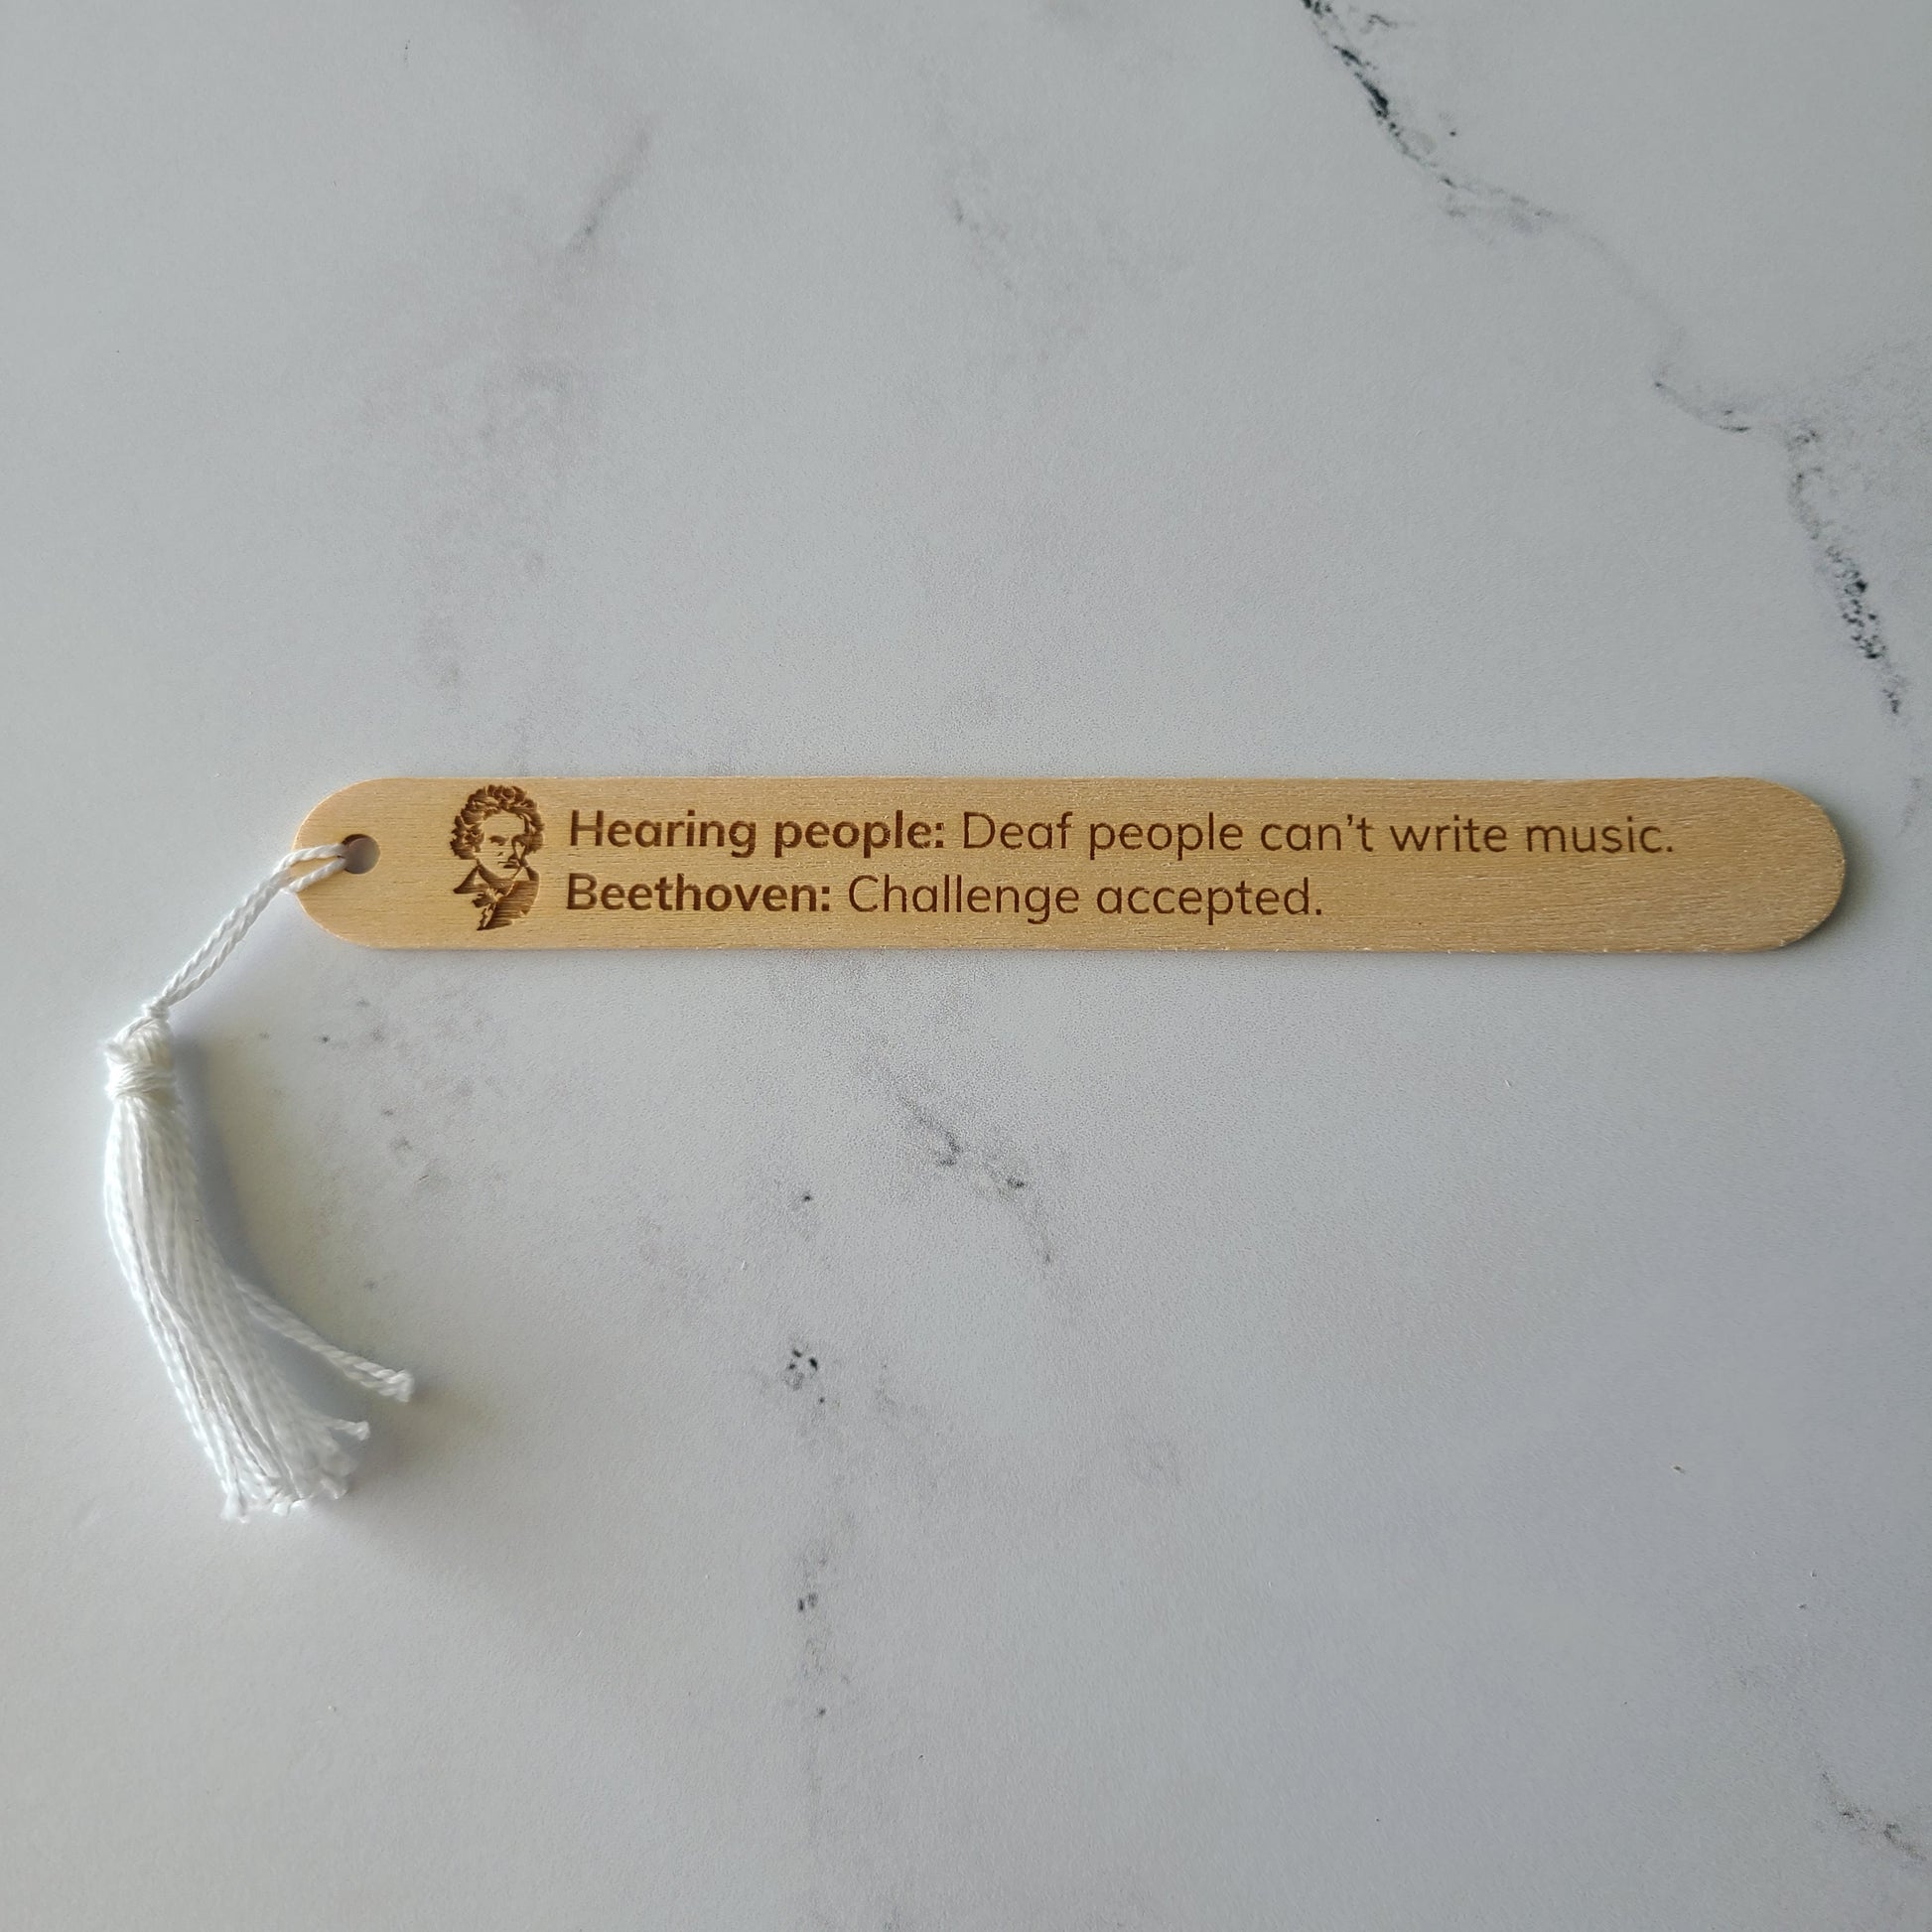 Hearing people: Deaf people can’t write music.
Beethoven: Challenge accepted.